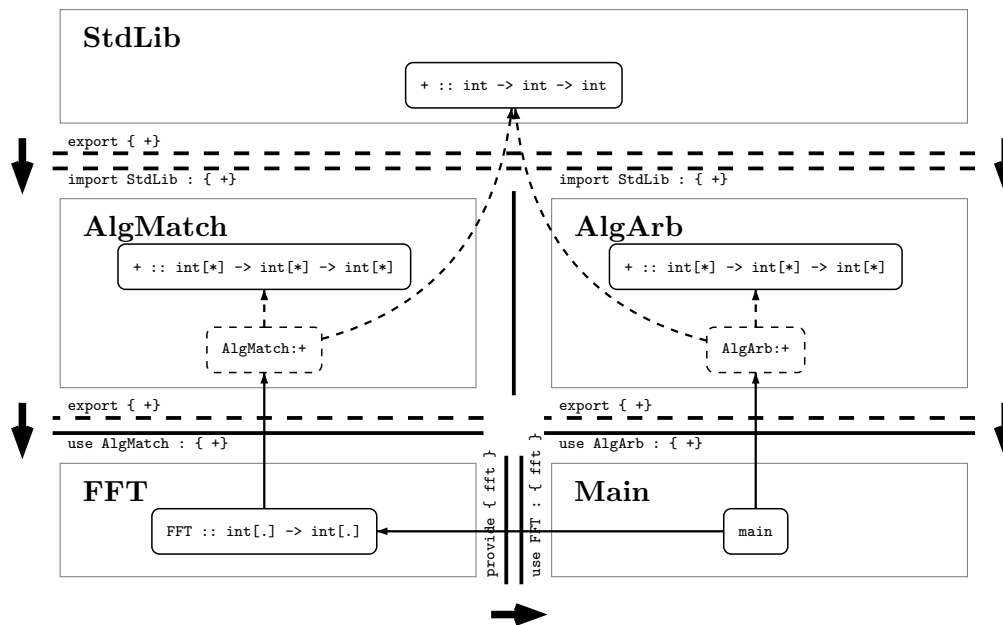 StdLib
+ :: int -> int -> int
export { +}
import StdLib : { +}
import StdLib : { +}
AlgMatch
AlgArb
+ :: int[*] -> int[*] -> int[*]
+ :: int[*] -> int[*] -> int[*]
AlgMatch:+
AlgArb:+
export { +}
export { +}
use AlgMatch : { +}
use AlgArb : { +}
FFT
provide { fft }
use FFT : { fft }
Main
FFT :: int[.] -> int[.]
main